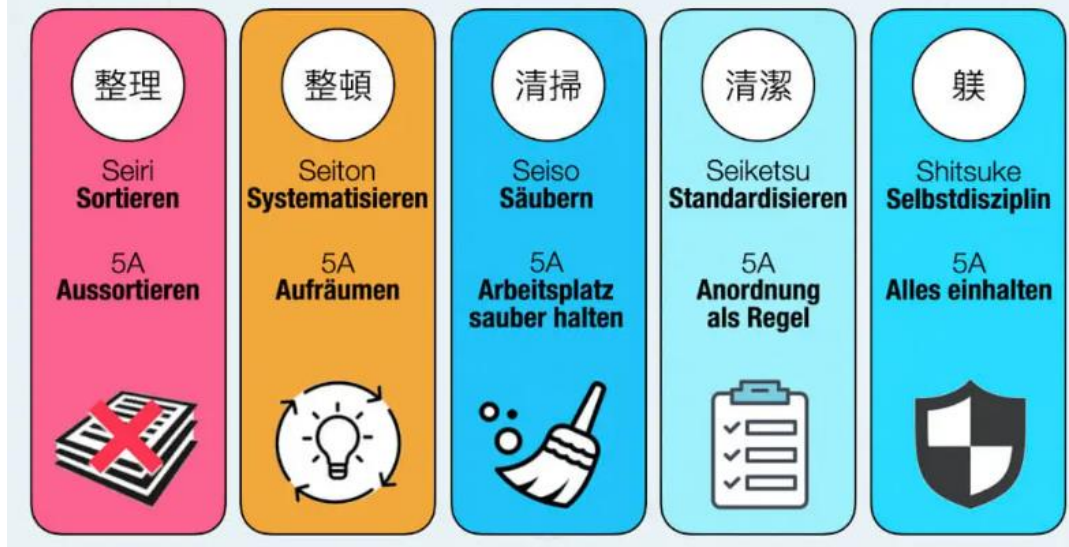 整理
Seiri
Sortieren
5A
Aussortieren
整頓
Seiton
Systematisieren
5A
Aufräumen
清掃
Seiso
Säubern
5A
Arbeitsplatz
sauber halten
清潔
Seiketsu
Standardisieren
5A
Anordnung
als Regel
躾
Shitsuke
Selbstdisziplin
5A
Alles einhalten